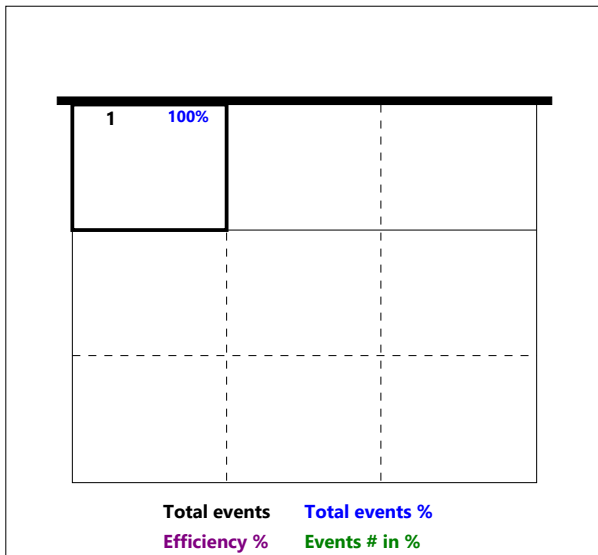 1 100%
Total events Total events %
Efficiency % Events # in %